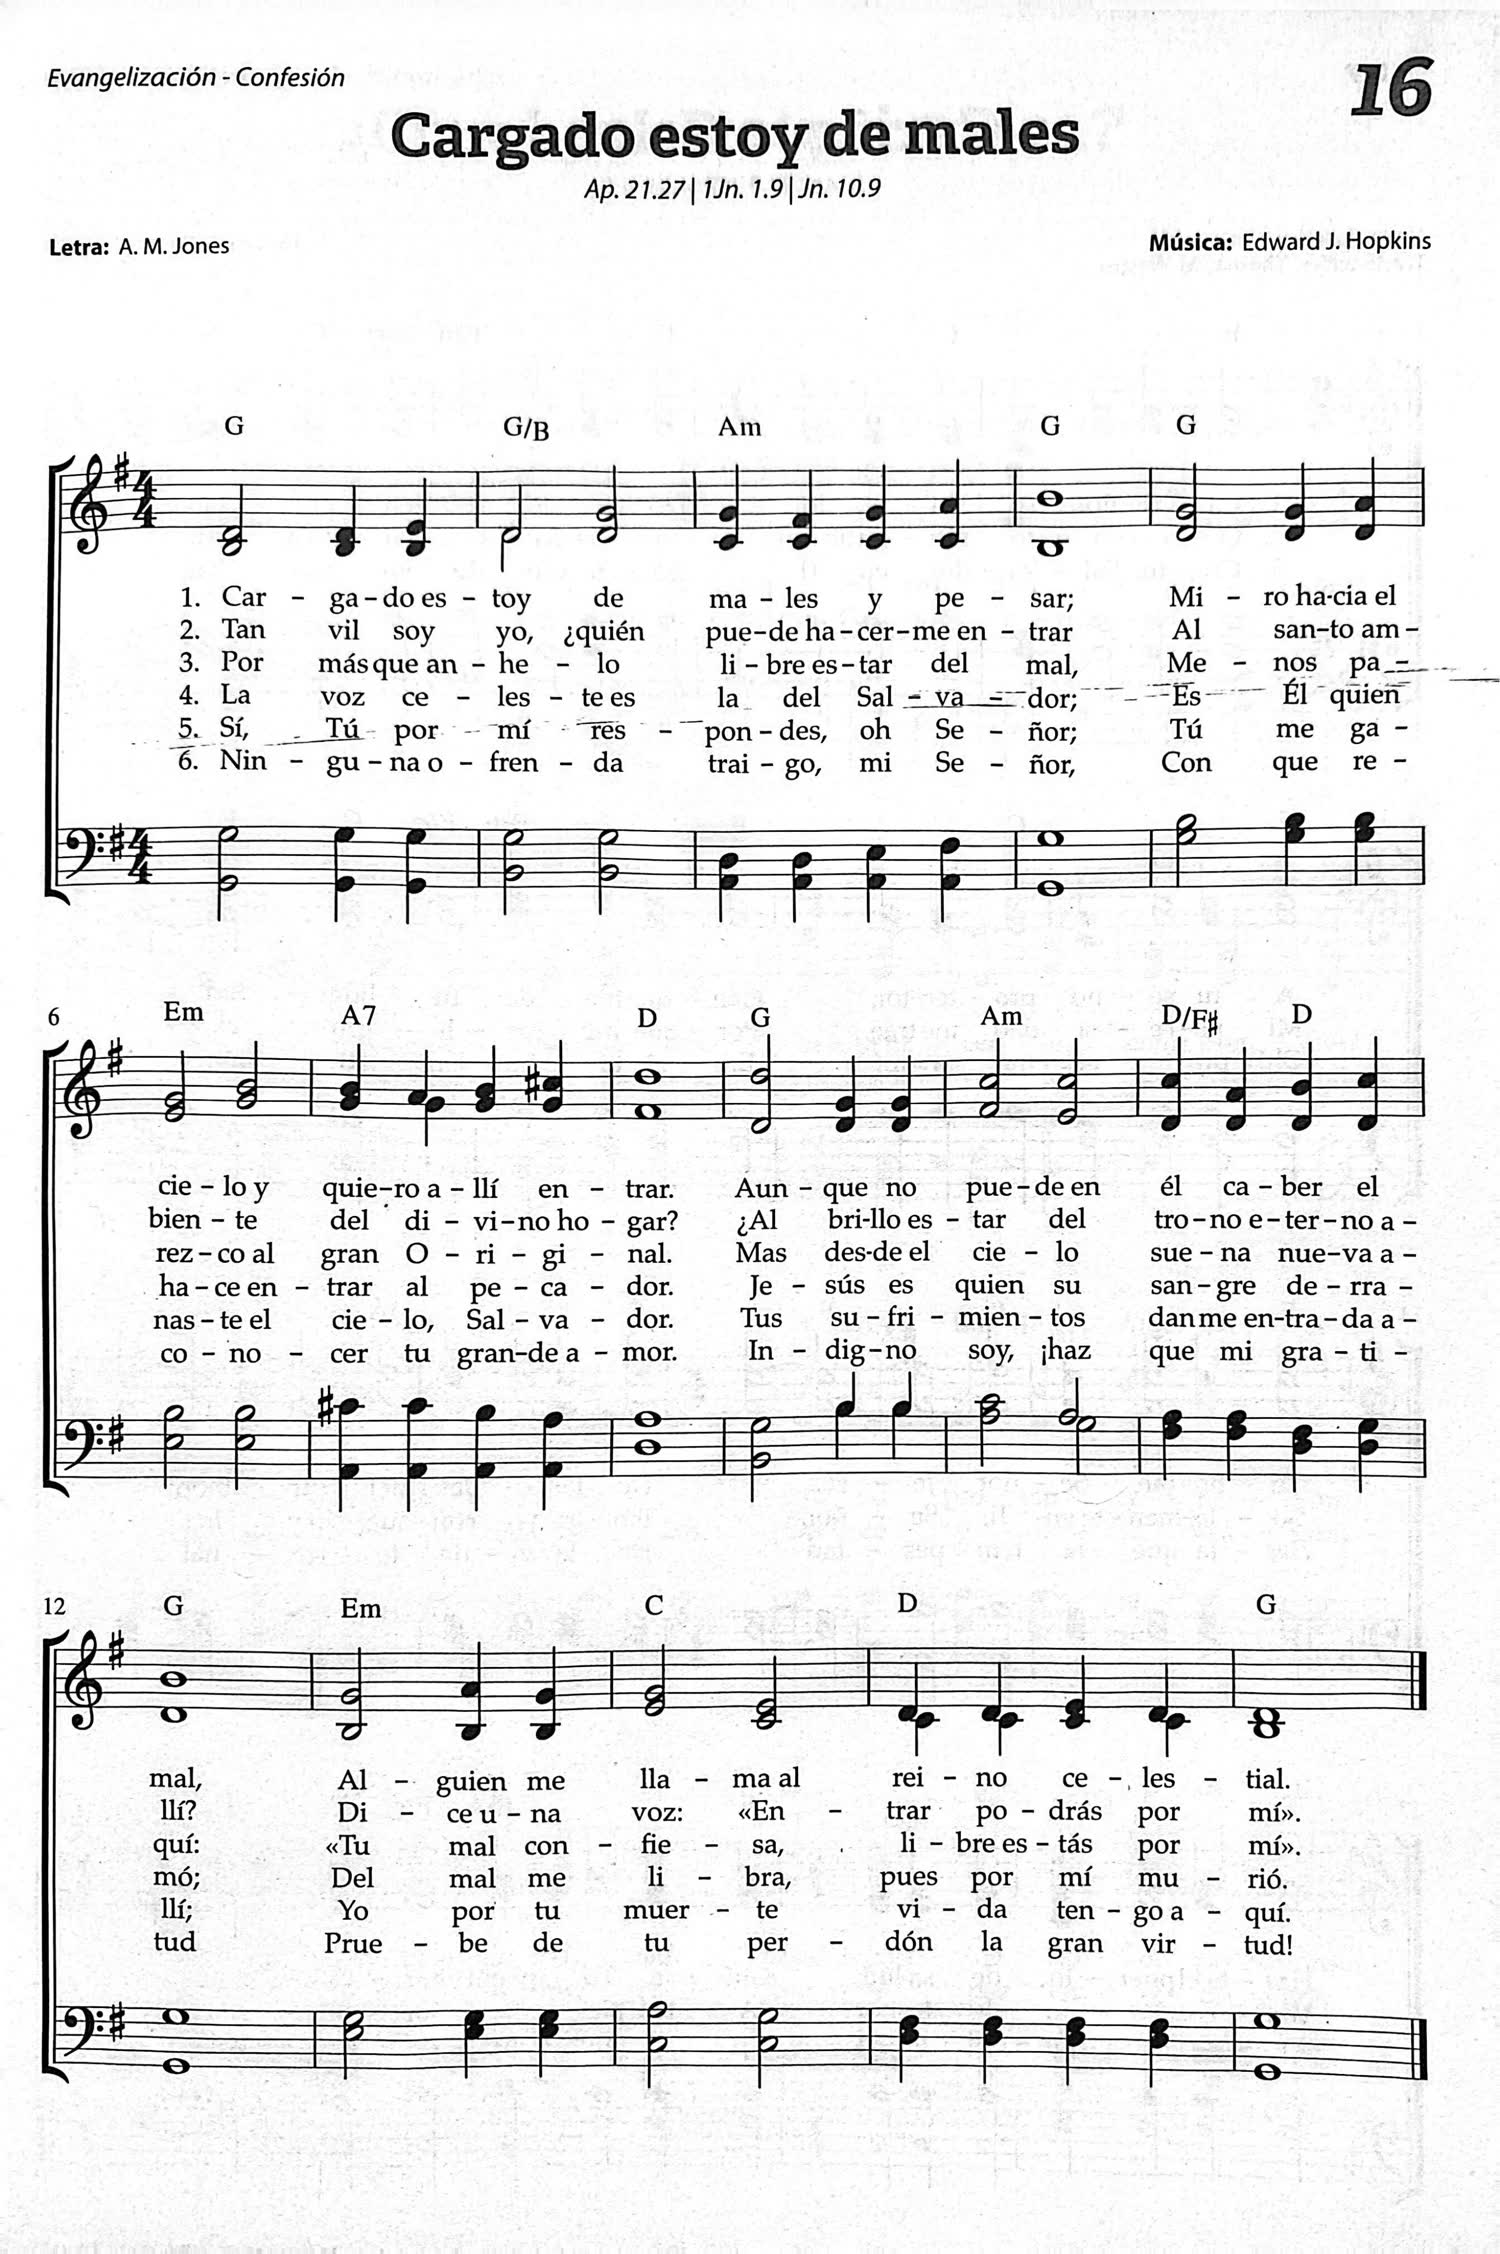 Evangelización - Confesión
16
Cargado estoy de males
Ap. 21.27 | 1Jn. 1.9 | Jn. 10.9
Letra: A. M. Jones
Música: Edward J. Hopkins
G G/B Am G G
1. Car - ga - do es - toy de ma - les y pe - sar; Mi - ro ha-cia el
2. Tan vil soy yo, ¿quién pue-de ha-cer-me en - trar Al san-to am -
3. Por más que an - he - lo li - bre es - tar del mal, Me - nos pa -
4. La voz ce - les - te es la del Sal - va - dor; Es Él quien
5. Sí, Tú por mí res - pon - des, oh Se - ñor; Tú me ga -
6. Nin - gu - na o - fren - da trai - go, mi Se - ñor, Con que re -
6
Em A7 D G Am D/F♯ D
cie - lo y quie-ro a - llí en - trar. Aun - que no pue - de en él ca - ber el
bien - te del di - vi - no ho - gar? ¿Al bri-llo es - tar del tro - no e - ter - no a -
rez - co al gran O - ri - gi - nal. Mas des-de el cie - lo sue - na nue-va a -
ha - ce en - trar al pe - ca - dor. Je - sús es quien su san - gre de - rra -
nas - te el cie - lo, Sal - va - dor. Tus su - fri - mien - tos dan me en-tra - da a -
co - no - cer tu gran-de a - mor. In - dig - no soy, ¡haz que mi gra - ti -
12
G Em C D G
mal, Al - guien me lla - ma al rei - no ce - les - tial.
llí? Di - ce u - na voz: «En - trar po - drás por mí».
quí: «Tu mal con - fie - sa, li - bre es - tás por mí».
mó; Del mal me li - bra, pues por mí mu - rió.
llí; Yo por tu muer - te vi - da ten - go a - quí.
tud Prue - be de tu per - dón la gran vir - tud!